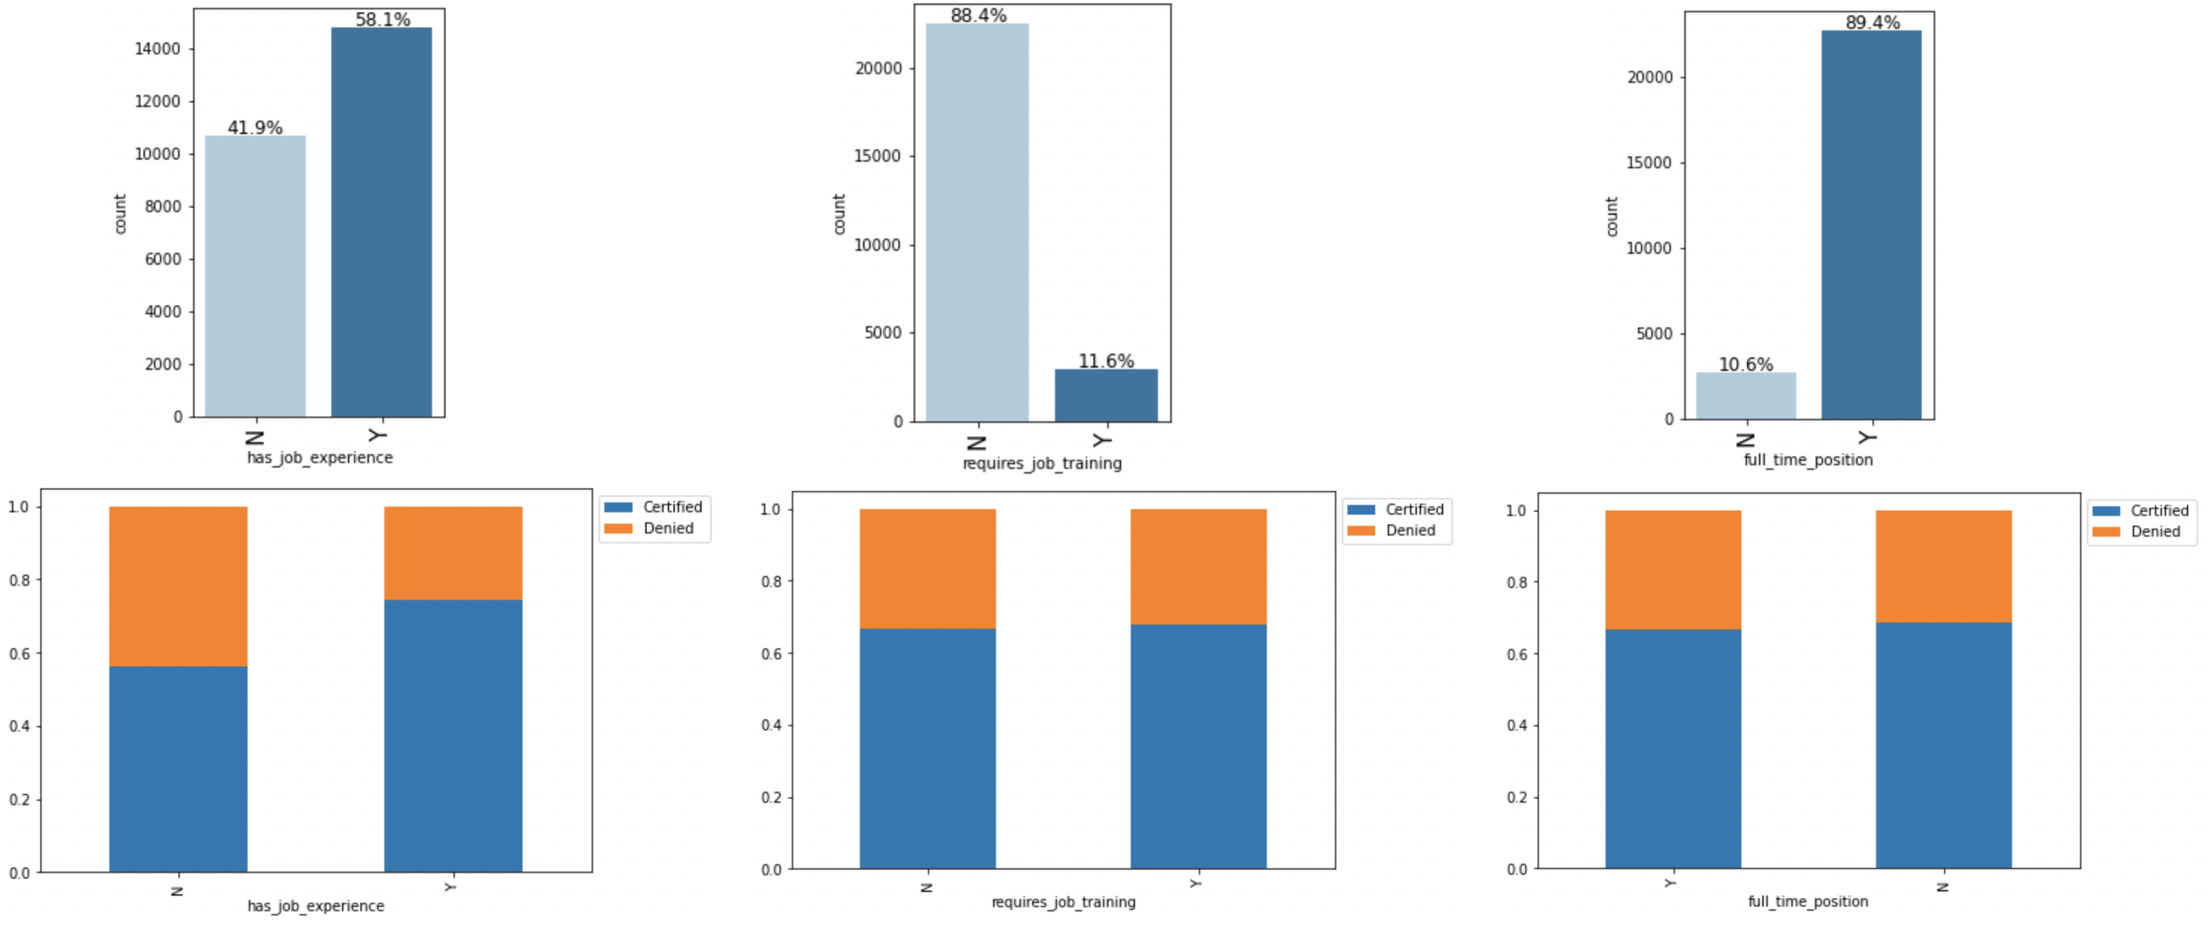 58.1%
41.9%
14000
12000
10000
8000
6000
4000
2000
0
count
N
Y
has_job_experience
88.4%
11.6%
20000
15000
10000
5000
0
count
N
Y
requires_job_training
89.4%
10.6%
20000
15000
10000
5000
0
count
N
Y
full_time_position
1.0
0.8
0.6
0.4
0.2
0.0
N
Y
has_job_experience
Certified
Denied
1.0
0.8
0.6
0.4
0.2
0.0
N
Y
requires_job_training
Certified
Denied
1.0
0.8
0.6
0.4
0.2
0.0
Y
N
full_time_position
Certified
Denied